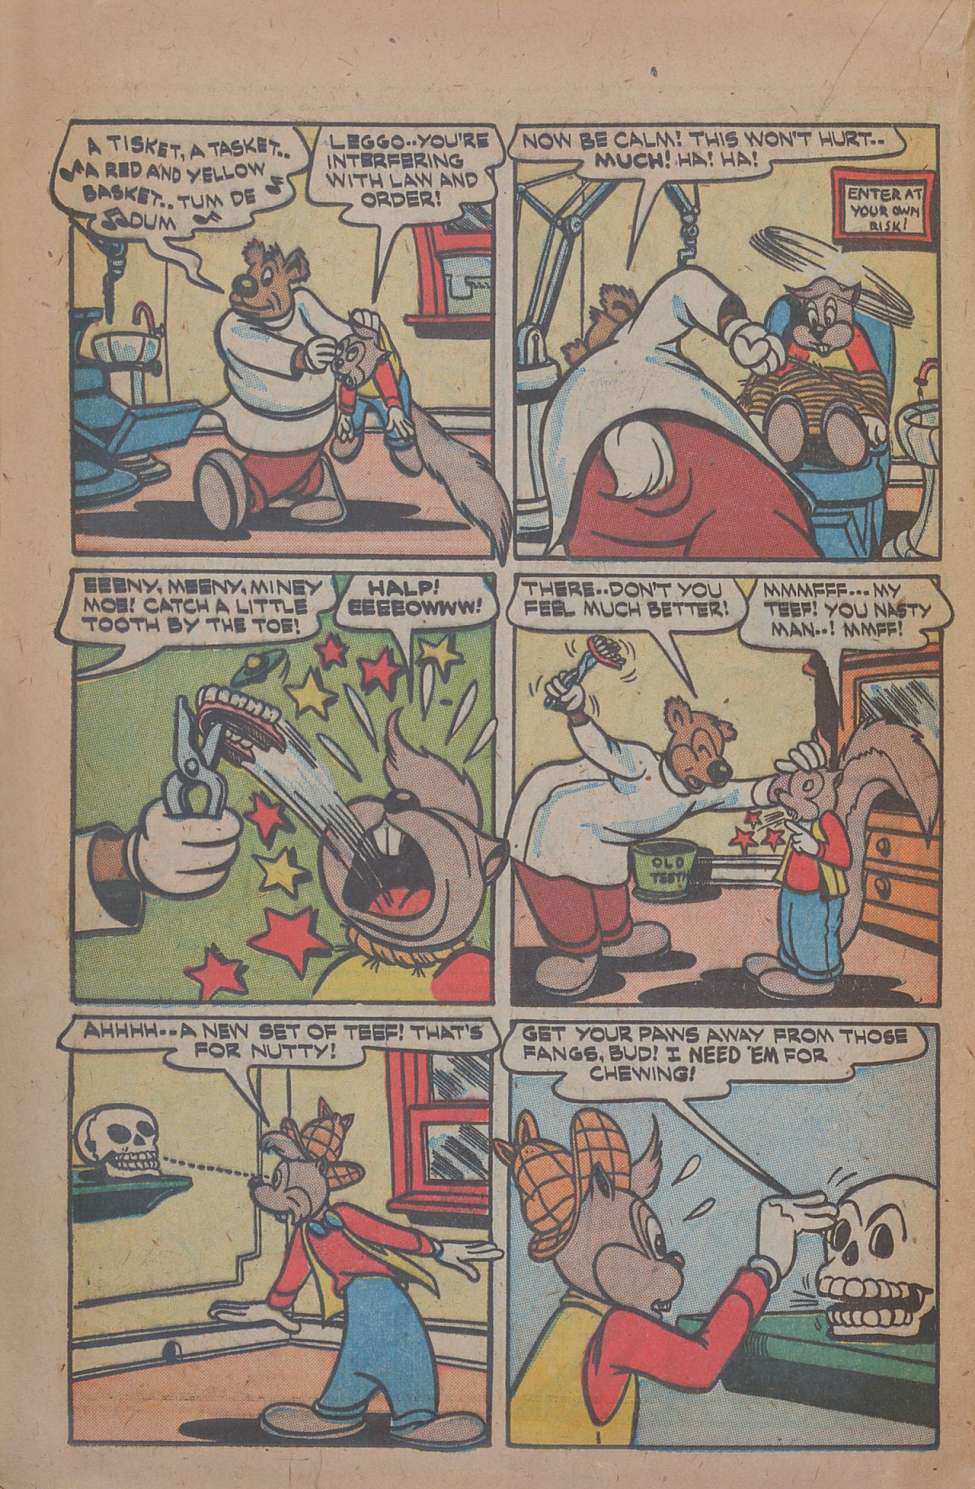 A TISKET, A TASKET..
A RED AND YELLOW
BASKET.. TUM DE
DUM
LEGGO--YOU'RE
INTERFERING
WITH LAW AND
ORDER!
NOW BE CALM! THIS WON'T HURT--
MUCH! HA! HA!
ENTER AT
YOUR OWN
RISK!
EEENY, MEENY, MINEY
MOE! CATCH A LITTLE
TOOTH BY THE TOE!
HALP!
EEEEOWWW!
THERE--DON'T YOU
FEEL MUCH BETTER!
MMMFFF...MY
TEEF! YOU NASTY
MAN--! MMFF!
OLD
TEETH
AHHHH--A NEW SET OF TEEF! THAT'S
FOR NUTTY!
GET YOUR PAWS AWAY FROM THOSE
FANGS, BUD! I NEED 'EM FOR
CHEWING!